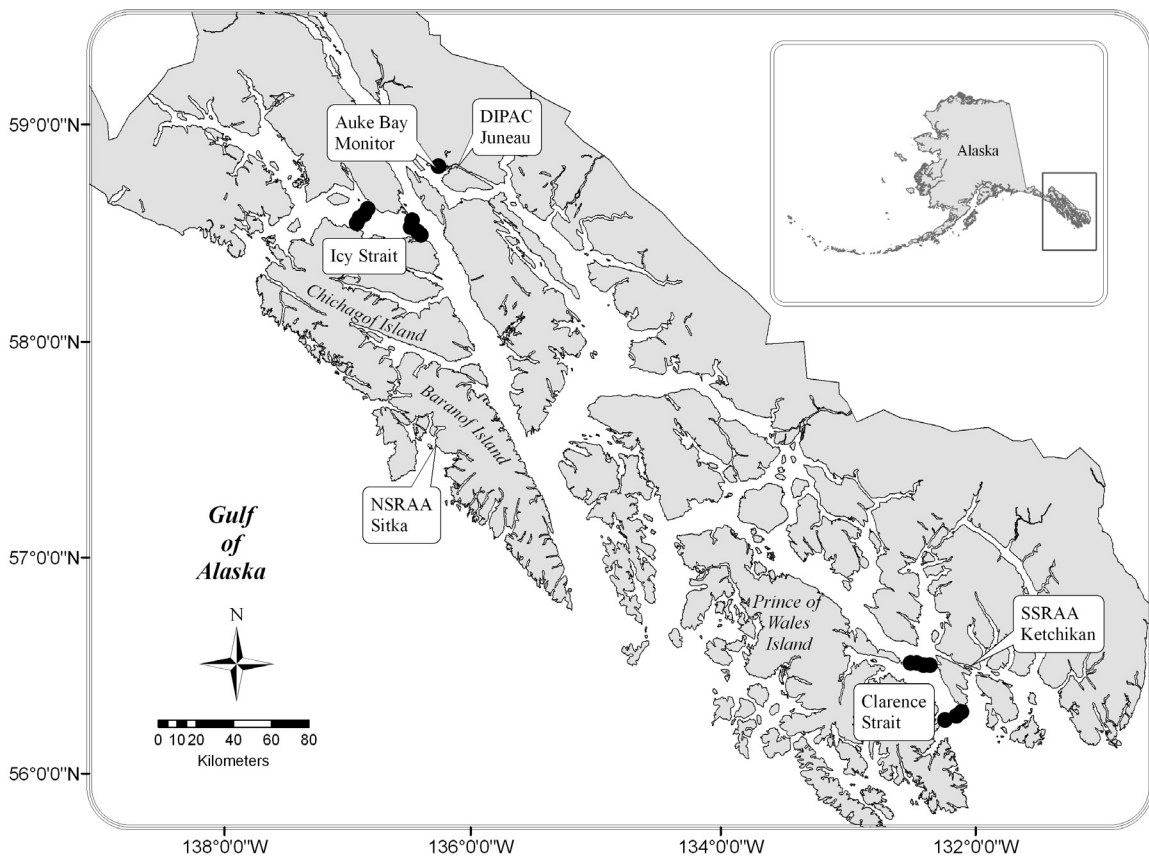 59°0'0"N
58°0'0"N
57°0'0"N
56°0'0"N
Auke Bay
Monitor
DIPAC
Juneau
Icy Strait
Chichagof Island
Baranof Island
NSRAA
Sitka
Gulf
of
Alaska
N
0 10 20 40 60 80
Kilometers
Alaska
Prince of
Wales
Island
SSRAA
Ketchikan
Clarence
Strait
138°0'0"W
136°0'0"W
134°0'0"W
132°0'0"W